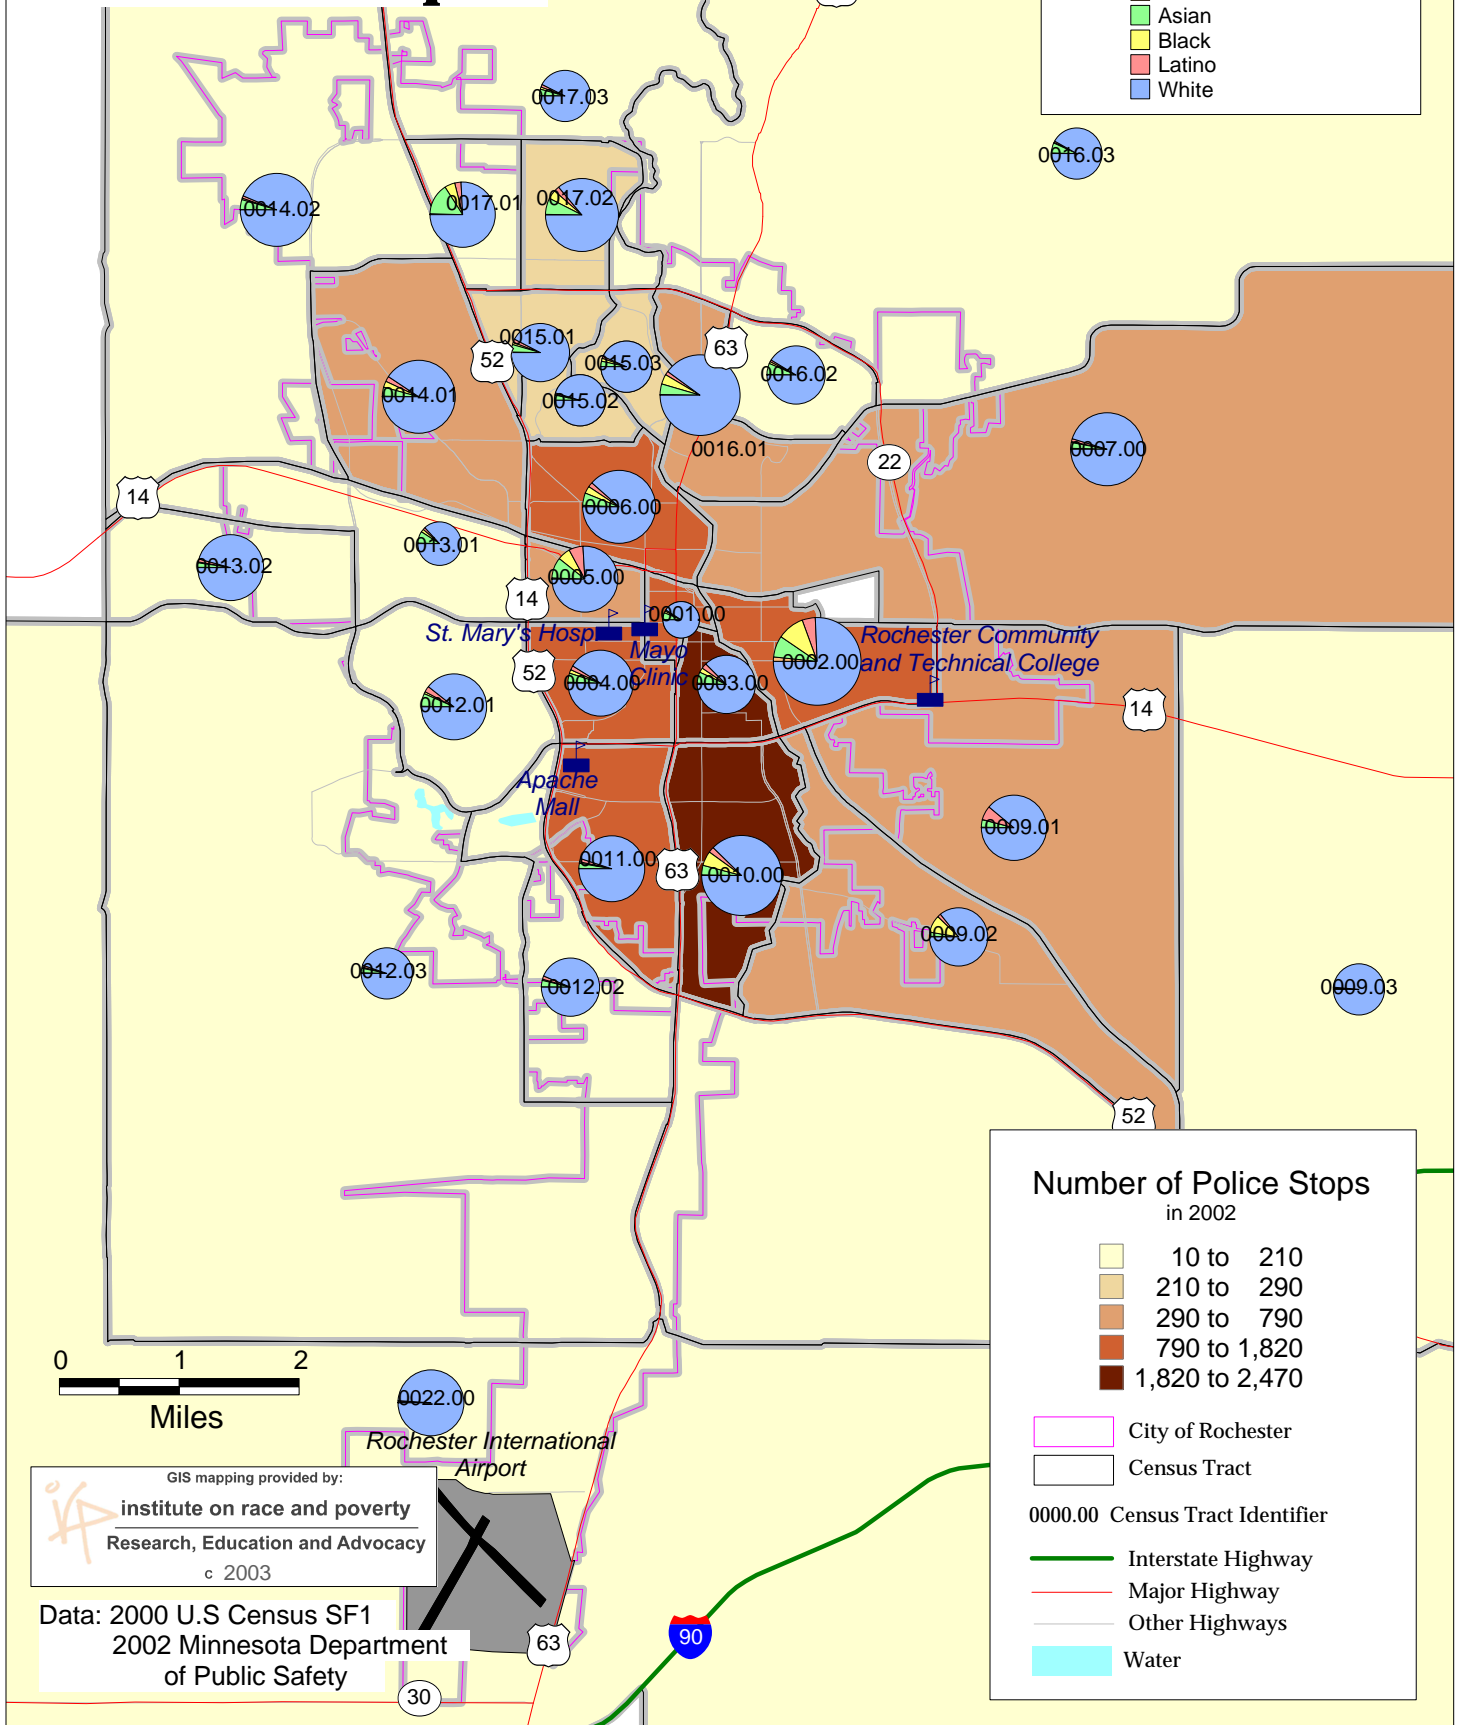 Asian
Black
Latino
White
0017.03
0016.03
0014.02
0017.01
0017.02
0015.01
52
63
0015.03
0016.02
0014.01
0015.02
0016.01
0007.00
22
14
0006.00
0013.01
0013.02
0005.00
14
0001.00
St. Mary's Hosp
Mayo
Clinic
Rochester Community
and Technical College
52
0004.00
0003.00
0002.00
0012.01
14
Apache
Mall
0009.01
0011.00
63
0010.00
0009.02
0012.03
0012.02
0009.03
52
Number of Police Stops
in 2002
10 to 210
210 to 290
290 to 790
790 to 1,820
1,820 to 2,470
City of Rochester
Census Tract
0000.00 Census Tract Identifier
Interstate Highway
Major Highway
Other Highways
Water
0 1 2
Miles
0022.00
Rochester International
Airport
GIS mapping provided by:
institute on race and poverty
Research, Education and Advocacy
c 2003
Data: 2000 U.S Census SF1
2002 Minnesota Department
of Public Safety
63
90
30